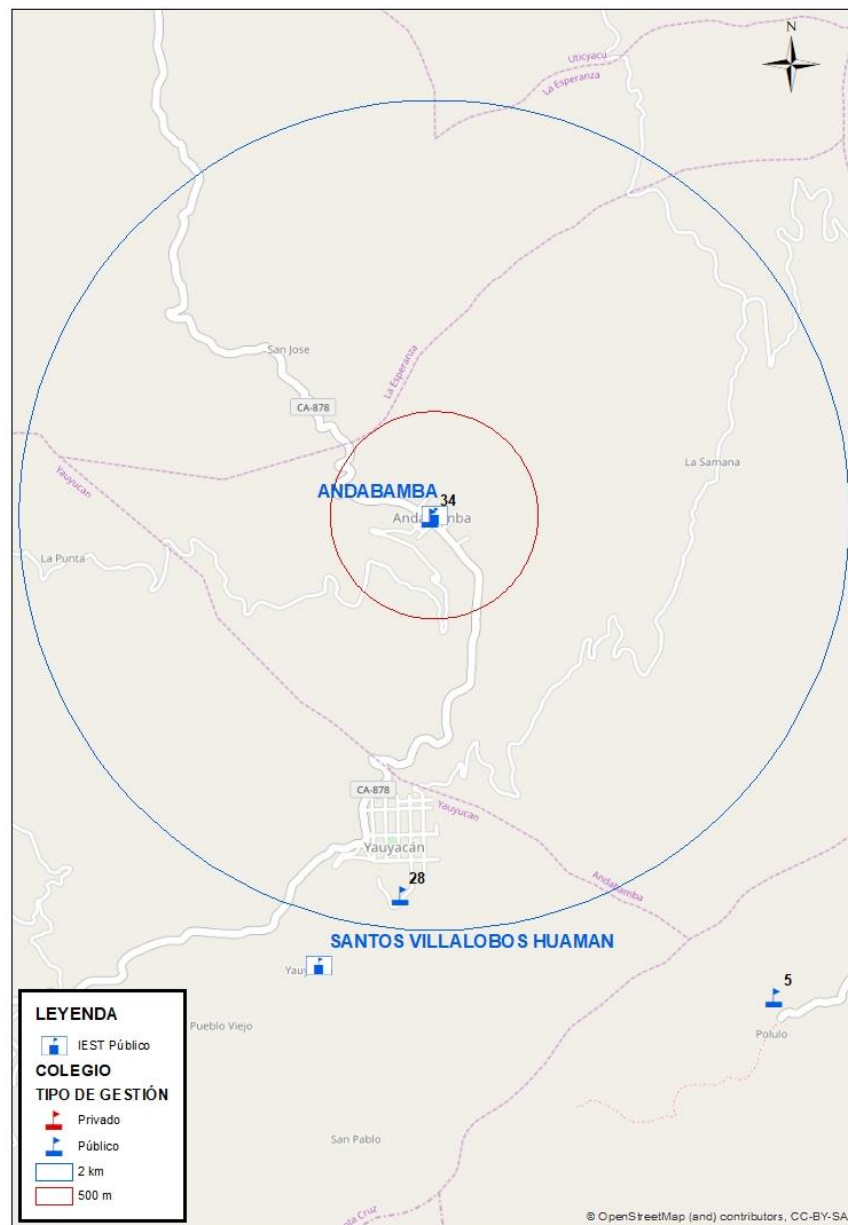 N
Uticyacu
La Esperanza
San Jose
La Esperanza
CA-878
La Samana
Yauyucan
ANDABAMBA
34
La Punta
CA-878
Yauyucan
Yauyacán
28
Andabamba
SANTOS VILLALOBOS HUAMAN
5
Polulo
LEYENDA
IEST Público
COLEGIO
TIPO DE GESTIÓN
Privado
Público
2 km
500 m
Pueblo Viejo
San Pablo
© OpenStreetMap (and) contributors, CC-BY-SA